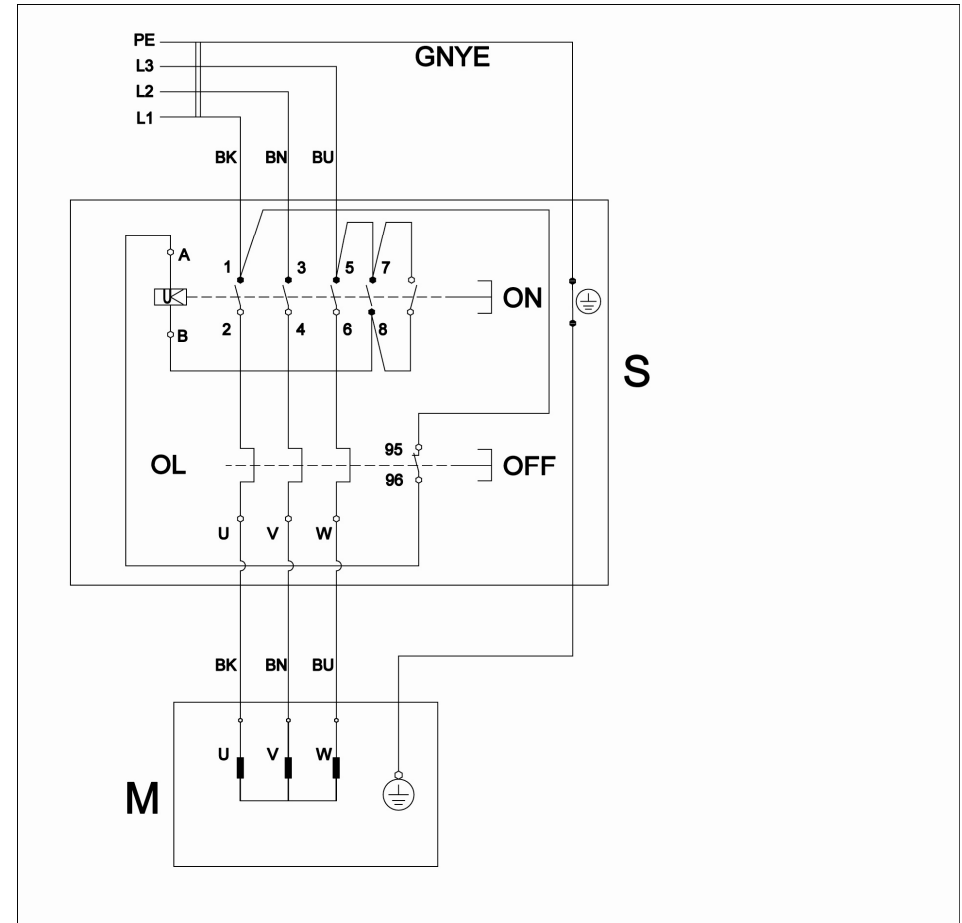 PE
GNYE
L3
L2
L1
BK BN BU
A
1 3 5 7
U
ON
B
2 4 6 8
S
95
OL
OFF
96
U V W
BK BN BU
U V W
M